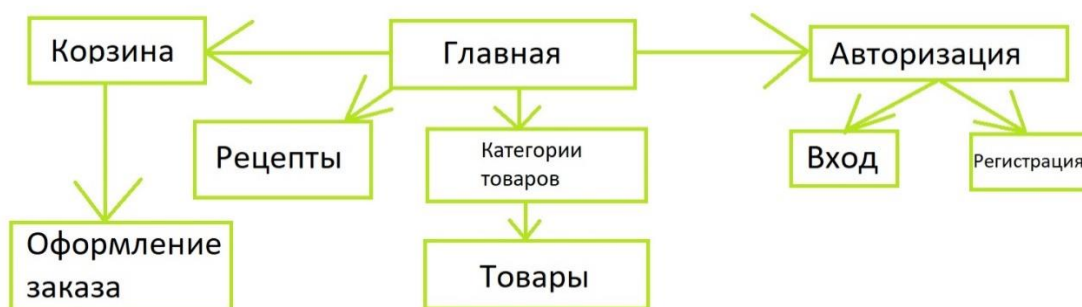 Корзина
Главная
Авторизация
Рецепты
Категории
товаров
Вход
Регистрация
Оформление
заказа
Товары